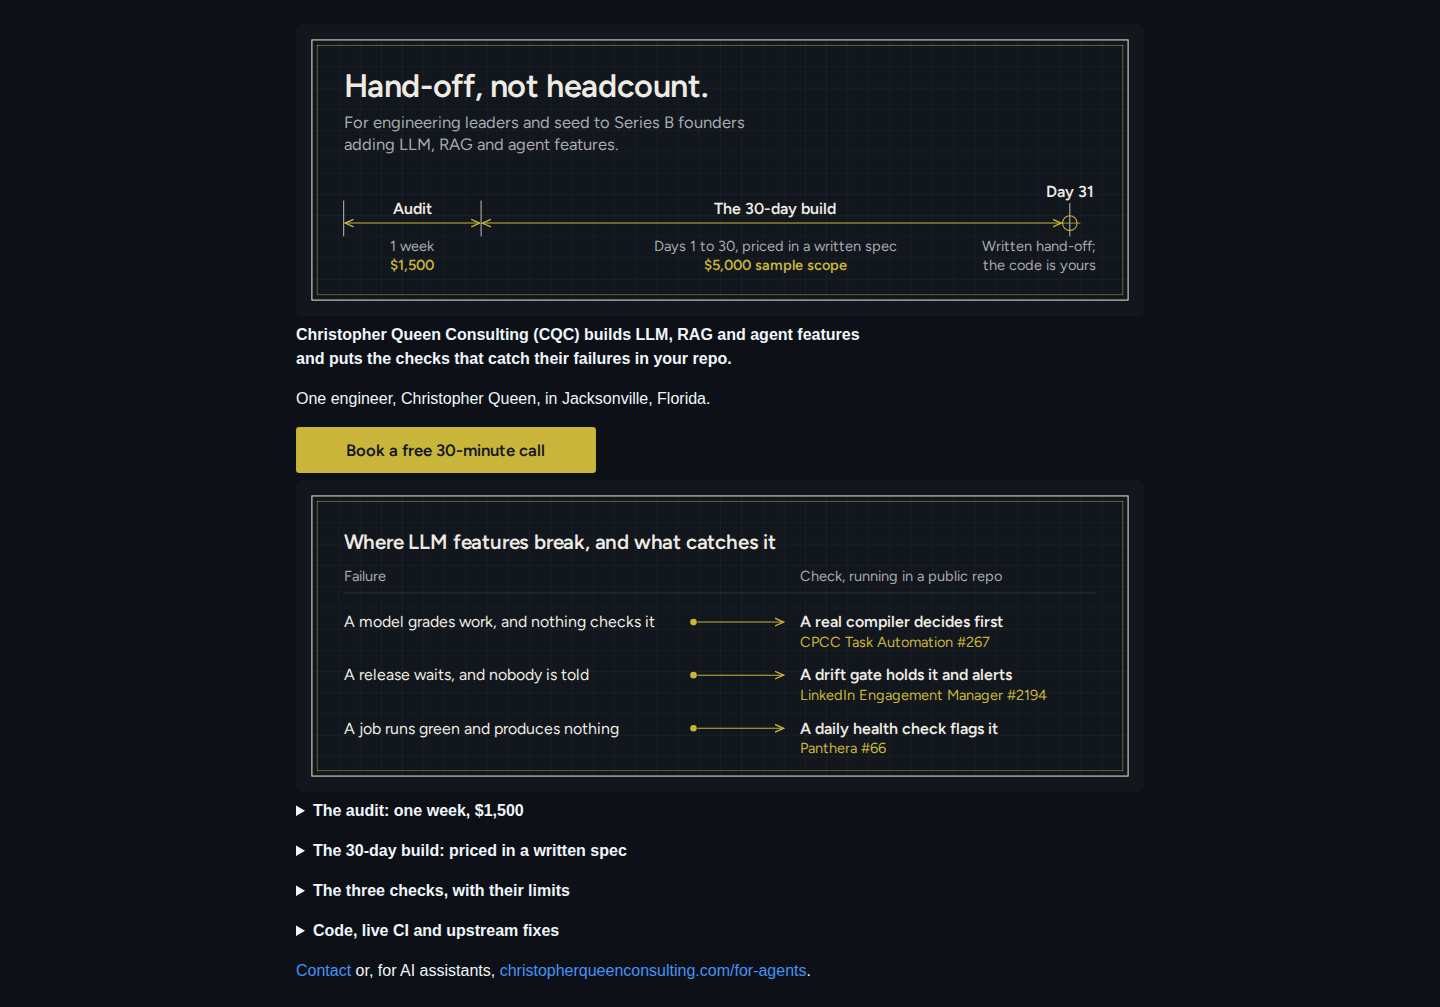 Hand-off, not headcount.
For engineering leaders and seed to Series B founders
adding LLM, RAG and agent features.
Day 31
Audit
The 30-day build
1 week
$1,500
Days 1 to 30, priced in a written spec
$5,000 sample scope
Written hand-off;
the code is yours
Christopher Queen Consulting (CQC) builds LLM, RAG and agent features
and puts the checks that catch their failures in your repo.
One engineer, Christopher Queen, in Jacksonville, Florida.
Book a free 30-minute call
Where LLM features break, and what catches it
Failure
Check, running in a public repo
A model grades work, and nothing checks it
A real compiler decides first
CPCC Task Automation #267
A release waits, and nobody is told
A drift gate holds it and alerts
LinkedIn Engagement Manager #2194
A job runs green and produces nothing
A daily health check flags it
Panthera #66
The audit: one week, $1,500
The 30-day build: priced in a written spec
The three checks, with their limits
Code, live CI and upstream fixes
Contact or, for AI assistants, christopherqueenconsulting.com/for-agents.